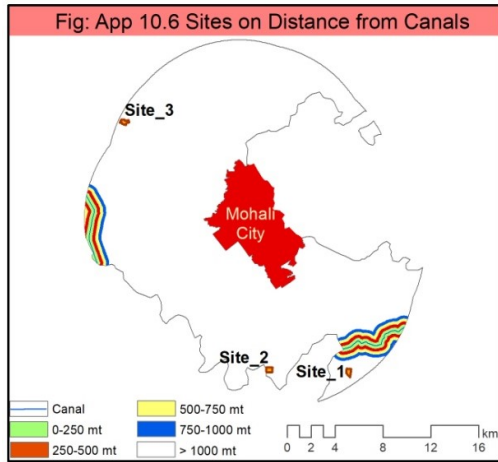 Fig: App 10.6 Sites on Distance from Canals
Site_3
Mohali
City
Site_2
Site_1
Canal
0-250 mt
250-500 mt
500-750 mt
750-1000 mt
> 1000 mt
km
0 2 4 8 12 16